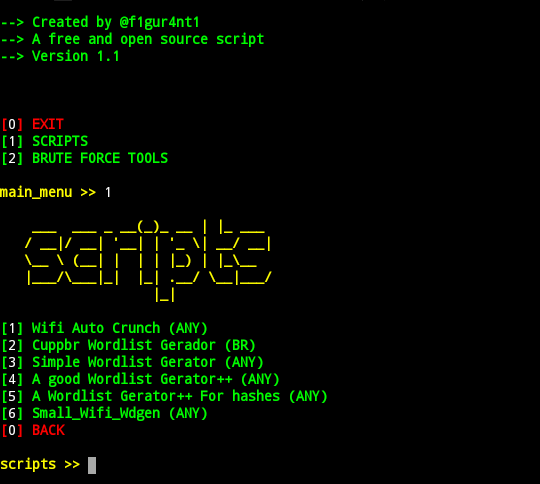 --> Created by @f1gur4nt1
--> A free and open source script
--> Version 1.1
[0] EXIT
[1] SCRIPTS
[2] BRUTE FORCE TOOLS
main_menu >> 1
scripts
[1] Wifi Auto Crunch (ANY)
[2] Cuppbr Wordlist Gerador (BR)
[3] Simple Wordlist Gerator (ANY)
[4] A good Wordlist Gerator++ (ANY)
[5] A Wordlist Gerator++ For hashes (ANY)
[6] Small_Wifi_Wdgen (ANY)
[0] BACK
scripts >>